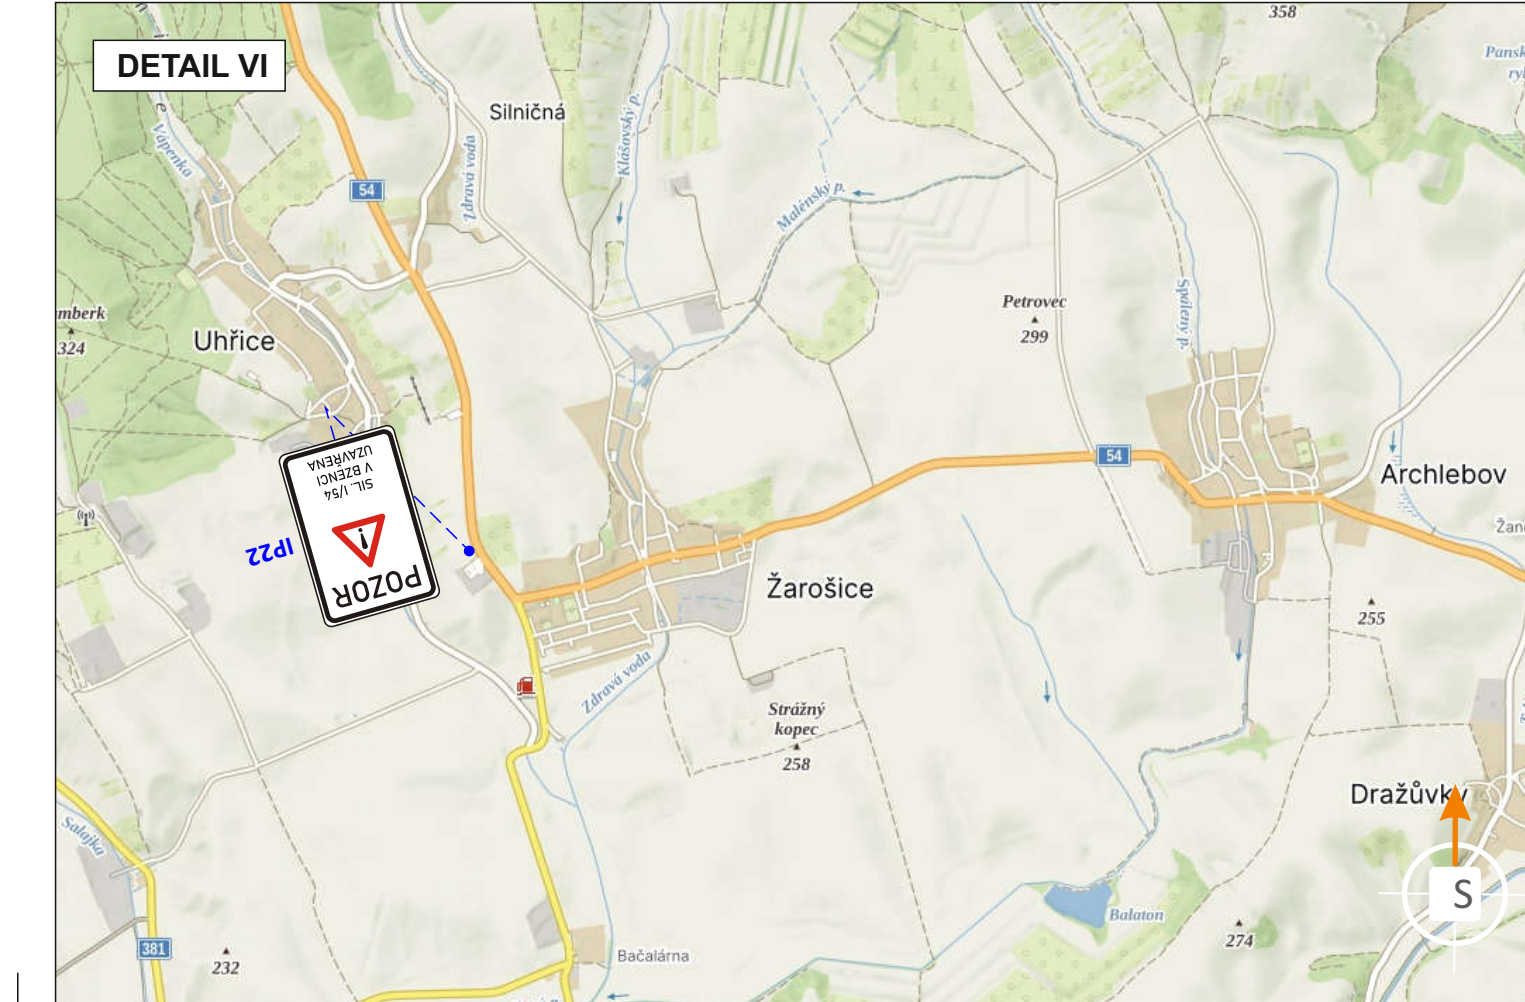 DETAIL VI
358
Silničná
Vápenka
Zdravá voda
Klášovský p.
54
Malénský p.
Spálený p.
mberk
324
Uhřice
Petrovec
299
54
Archlebov
POZOR
SIL. I/54
V BZENCI
UZAVŘENA
IP22
Žarošice
255
Zdravá voda
Strážný
kopec
258
Dražůvky
Salajka
S
Balaton
274
381
232
Bačalárna